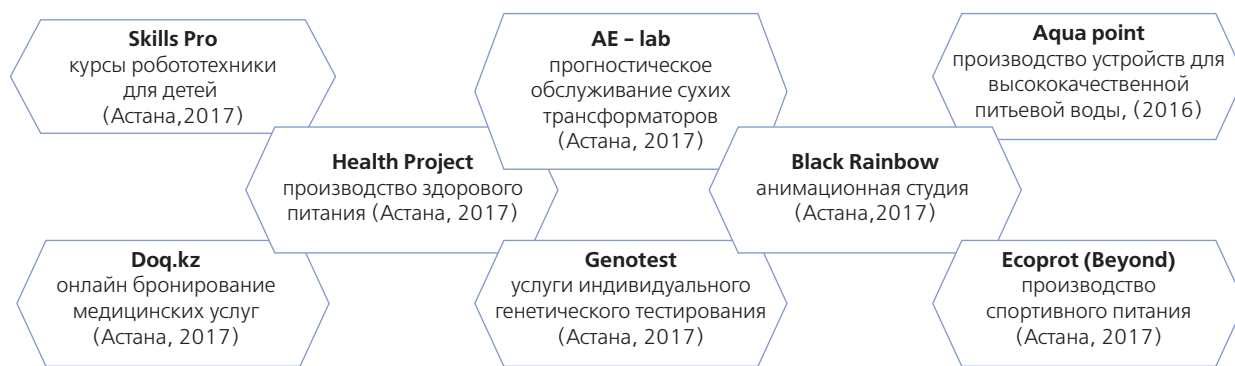 Skills Pro
курсы робототехники
для детей
(Астана,2017)
AE – lab
прогностическое
обслуживание сухих
трансформаторов
(Астана, 2017)
Aqua point
производство устройств для
высококачественной
питьевой воды, (2016)
Health Project
производство здорового
питания (Астана, 2017)
Black Rainbow
анимационная студия
(Астана,2017)
Doq.kz
онлайн бронирование
медицинских услуг
(Астана, 2017)
Genotest
услуги индивидуального
генетического тестирования
(Астана, 2017)
Ecoprot (Beyond)
производство
спортивного питания
(Астана, 2017)